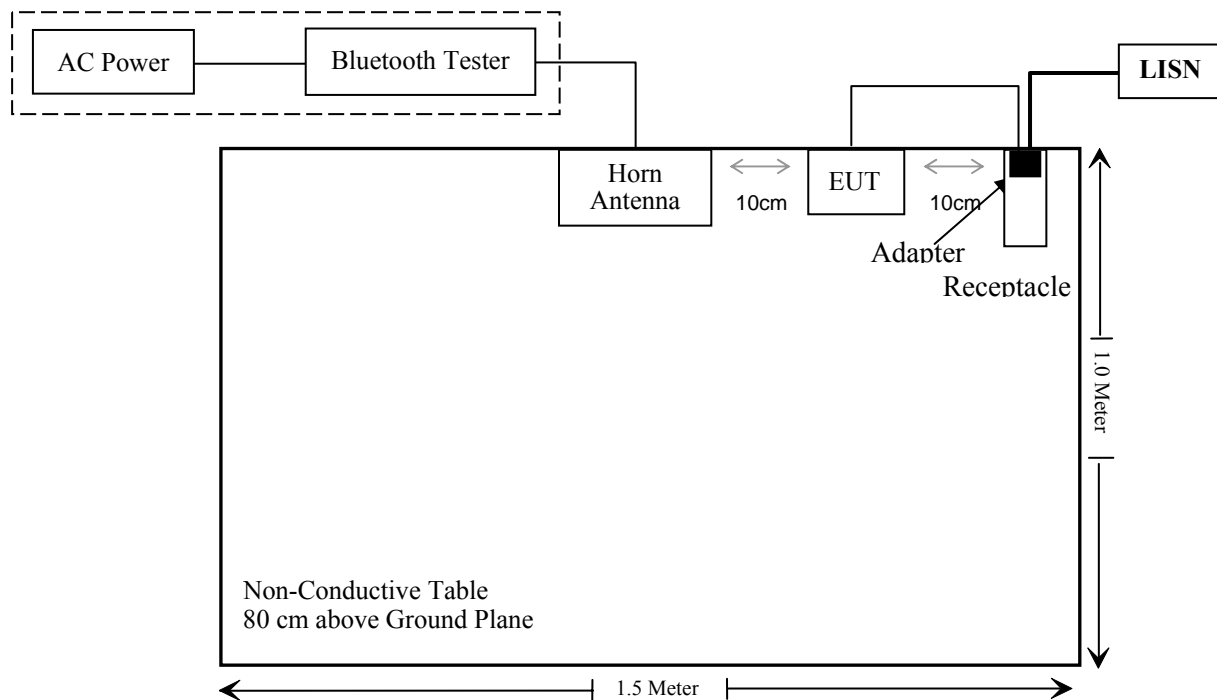 AC Power
Bluetooth Tester
LISN
Horn
Antenna
10cm
EUT
10cm
Adapter
Receptacle
1.0 Meter
Non-Conductive Table
80 cm above Ground Plane
1.5 Meter